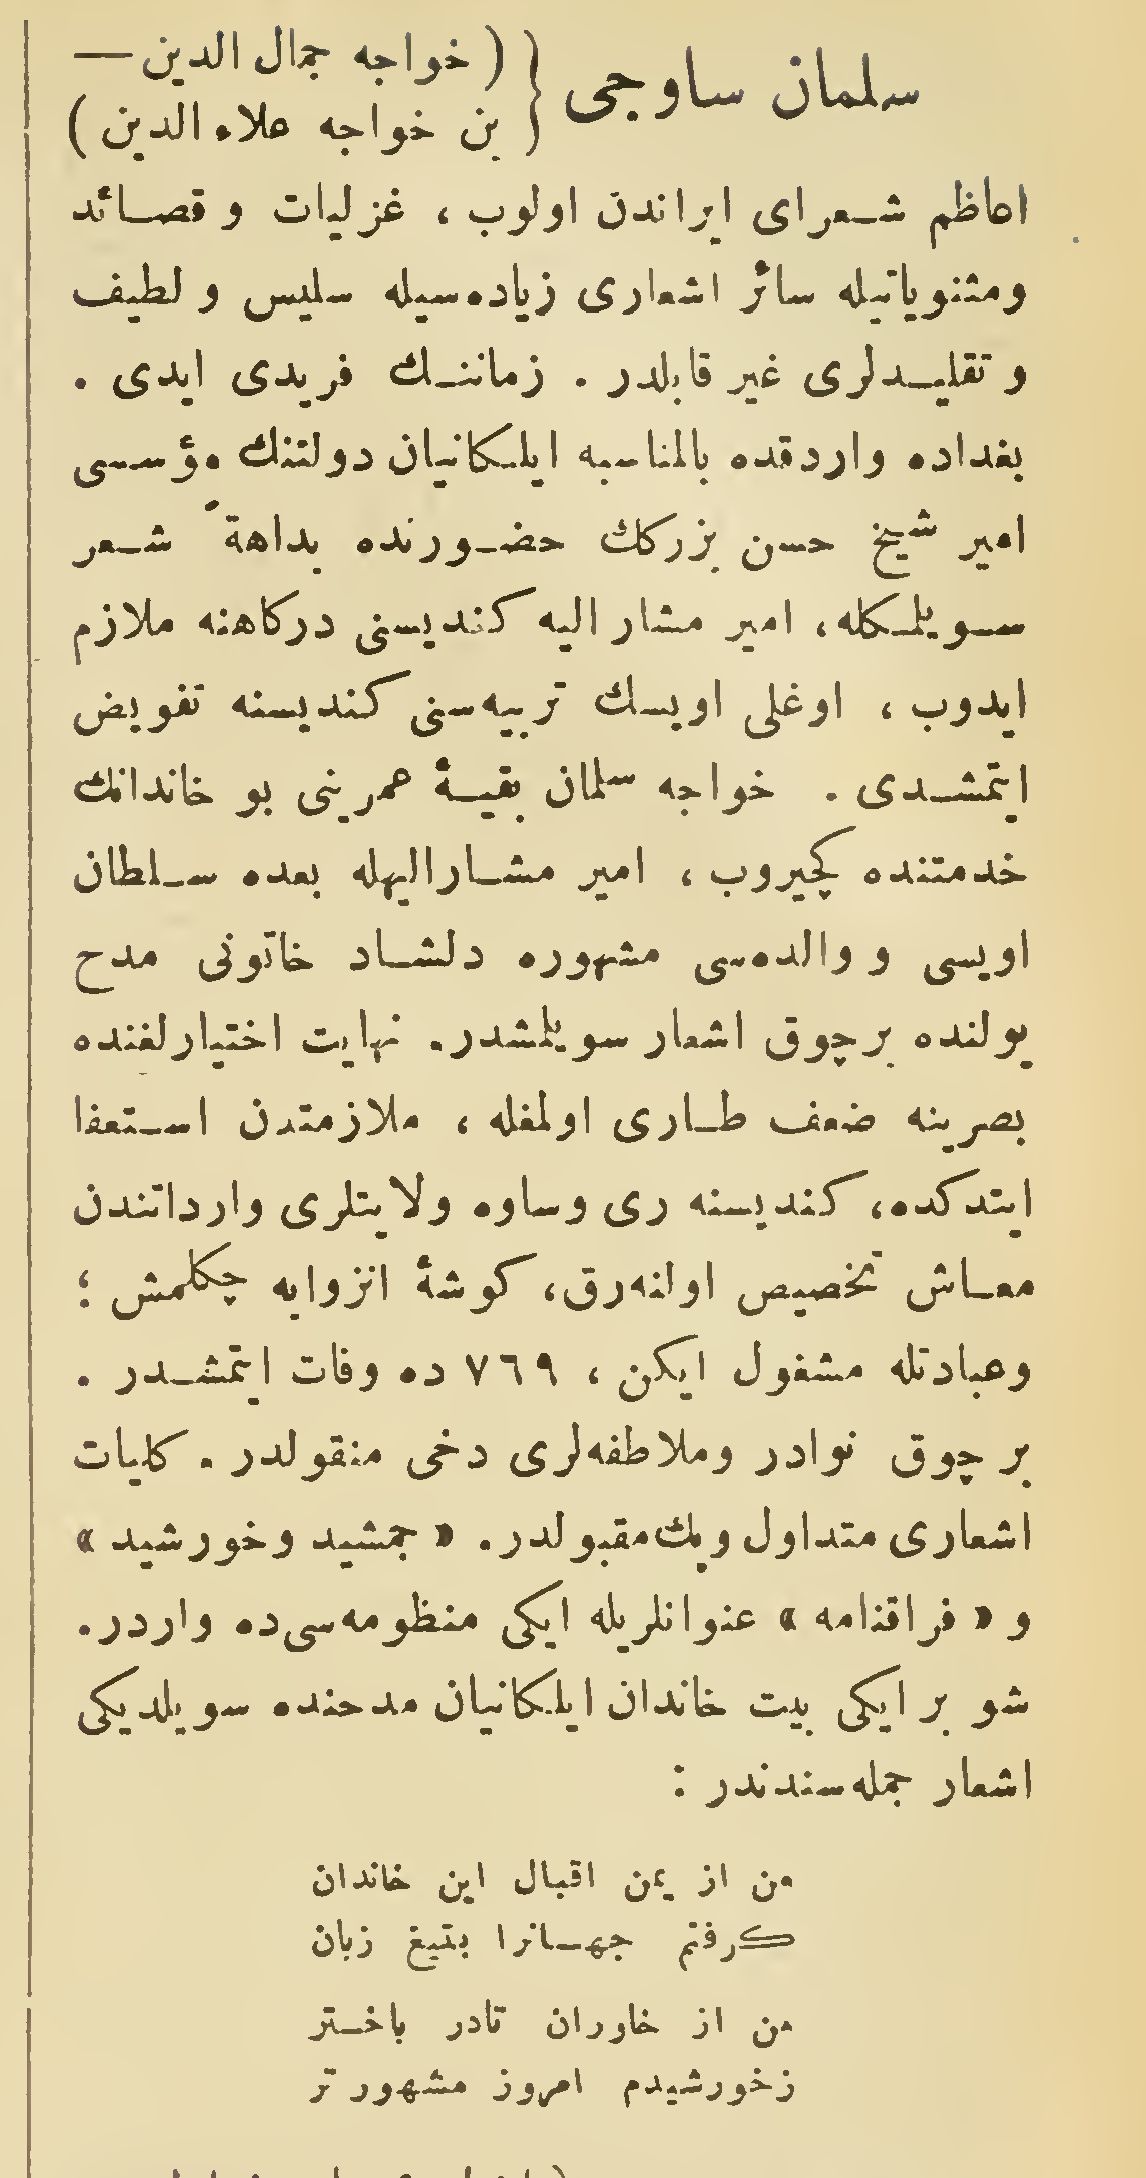 سلمان ساوجی { ( خواجه جمال الدین —
بن خواجه علاء الدین )
اعاظم شعرای ایراندن اولوب ، غزلیات و قصائد
ومثنویاتیله سائر اشعاری زیاده‌سیله سلیس و لطیف
و تقلیدلری غیر قابلدر . زماننك فریدی ایدی .
بغداده واردقده بالمناسبه ایلکانیان دولتنك مؤسسی
امیر شیخ حسن بزرکك حضورنده بداهةً شعر
سویلمکله ، امیر مشار الیه کندیسنی درکاهنه ملازم
ایدوب ، اوغلی اویسك تربیه‌سنی کندیسنه تفویض
ایتمشدی . خواجه سلمان بقیهٔ عمرینی بو خاندانك
خدمتنده کچیروب ، امیر مشارالیهله بعده سلطان
اویسی و والده‌سی مشهوره دلشاد خاتونی مدح
یولنده برچوق اشعار سویلمشدر. نهایت اختیارلغنده
بصرینه ضعف طاری اولمغله ، ملازمتدن استعفا
ایتدکده، کندیسنه ری وساوه ولایتلری وارداتندن
معاش تخصیص اولنه‌رق، کوشهٔ انزوایه چکلمش ؛
وعبادتله مشغول ایکن ، ٧٦٩ ده وفات ایتمشدر .
بر چوق نوادر وملاطفه‌لری دخی منقولدر . کلیات
اشعاری متداول وپك‌مقبولدر. « جمشید وخورشید »
و « فراقنامه » عنوانلریله ایکی منظومه‌سی‌ده واردر.
شو بر ایکی بیت خاندان ایلکانیان مدحنده سویلدیکی
اشعار جمله‌سندندر :
من از یمن اقبال این خاندان
کرفتم جهانرا بتیغ زبان
من از خاوران تادر باختر
زخورشیدم امروز مشهور تر